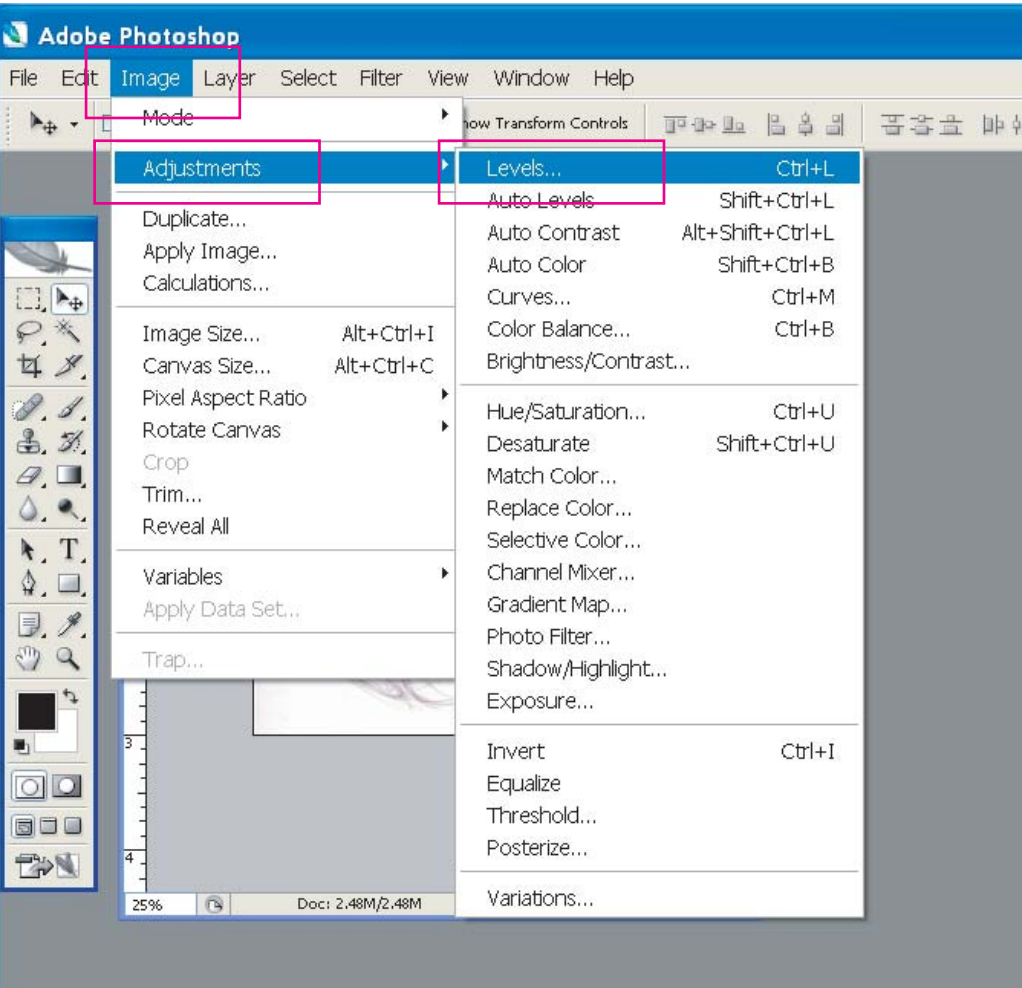 Adobe Photoshop
File Edit Image Layer Select Filter View Window Help
Mode
how Transform Controls
Adjustments
Levels... Ctrl+L
Auto Levels Shift+Ctrl+L
Duplicate...
Auto Contrast Alt+Shift+Ctrl+L
Apply Image...
Auto Color Shift+Ctrl+B
Calculations...
Curves... Ctrl+M
Image Size... Alt+Ctrl+I
Color Balance... Ctrl+B
Canvas Size... Alt+Ctrl+C
Brightness/Contrast...
Pixel Aspect Ratio
Hue/Saturation... Ctrl+U
Rotate Canvas
Desaturate Shift+Ctrl+U
Crop
Match Color...
Trim...
Replace Color...
Reveal All
Selective Color...
Variables
Channel Mixer...
Apply Data Set...
Gradient Map...
Photo Filter...
Trap...
Shadow/Highlight...
Exposure...
T
3
Invert Ctrl+I
Equalize
Threshold...
4
Posterize...
Variations...
25% Doc: 2.48M/2.48M